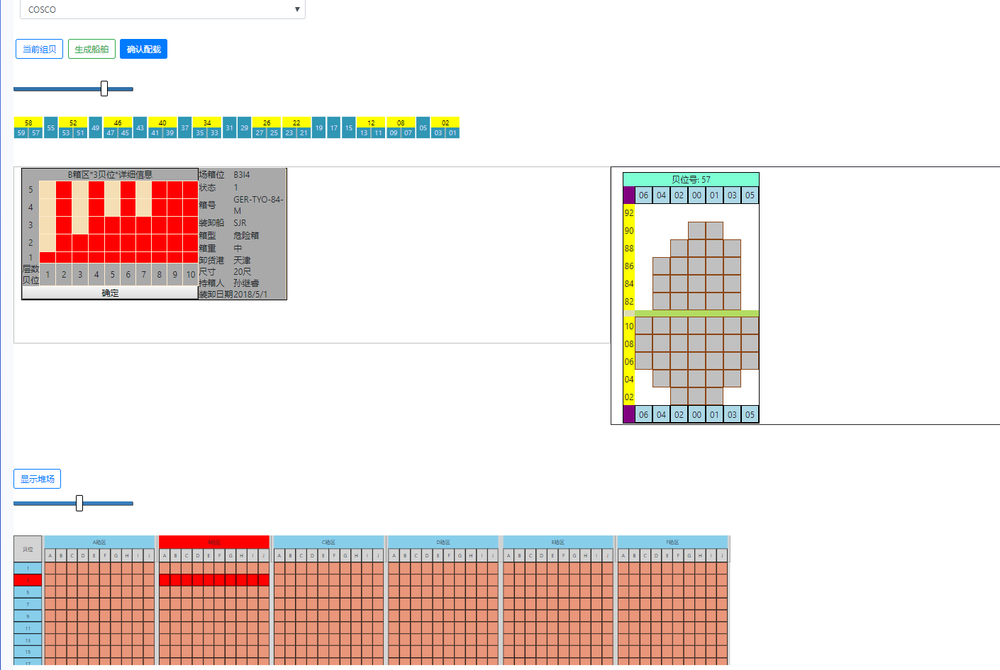 COSCO ▼
当前组贝 生成船舶 确认配载
58 55 52 49 46 43 40 37 34 31 29 26 22 19 17 15 12 08 05 02
59 57 53 51 47 45 41 39 35 33 27 25 23 21 13 11 09 07 03 01
B箱区*3贝位*详细信息
5
4
3
2
1
层数
贝位 1 2 3 4 5 6 7 8 9 10
确定
场箱位 B3I4
状态 1
箱号 GER-TYO-84-
M
装卸船 SJR
箱型 危险箱
箱重 中
卸货港 天津
尺寸 20尺
持箱人 孙继睿
装卸日期 2018/5/1
贝位号: 57
06 04 02 00 01 03 05
92
90
88
86
84
82
10
08
06
04
02
06 04 02 00 01 03 05
显示堆场
贝位 A箱区 B箱区 C箱区 D箱区 E箱区 F箱区
A B C D E F G H I J A B C D E F G H I J A B C D E F G H I J A B C D E F G H I J A B C D E F G H I J A B C D E F G H I J
1
3
5
7
9
11
13
15
17